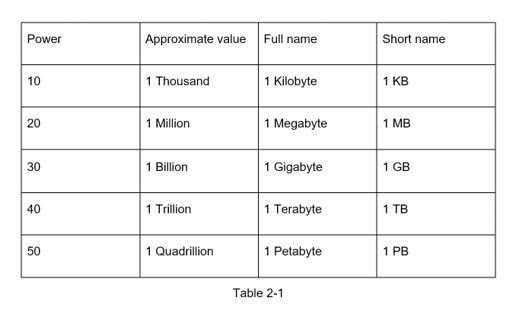 Power Approximate value Full name Short name
10 1 Thousand 1 Kilobyte 1 KB
20 1 Million 1 Megabyte 1 MB
30 1 Billion 1 Gigabyte 1 GB
40 1 Trillion 1 Terabyte 1 TB
50 1 Quadrillion 1 Petabyte 1 PB
Table 2-1